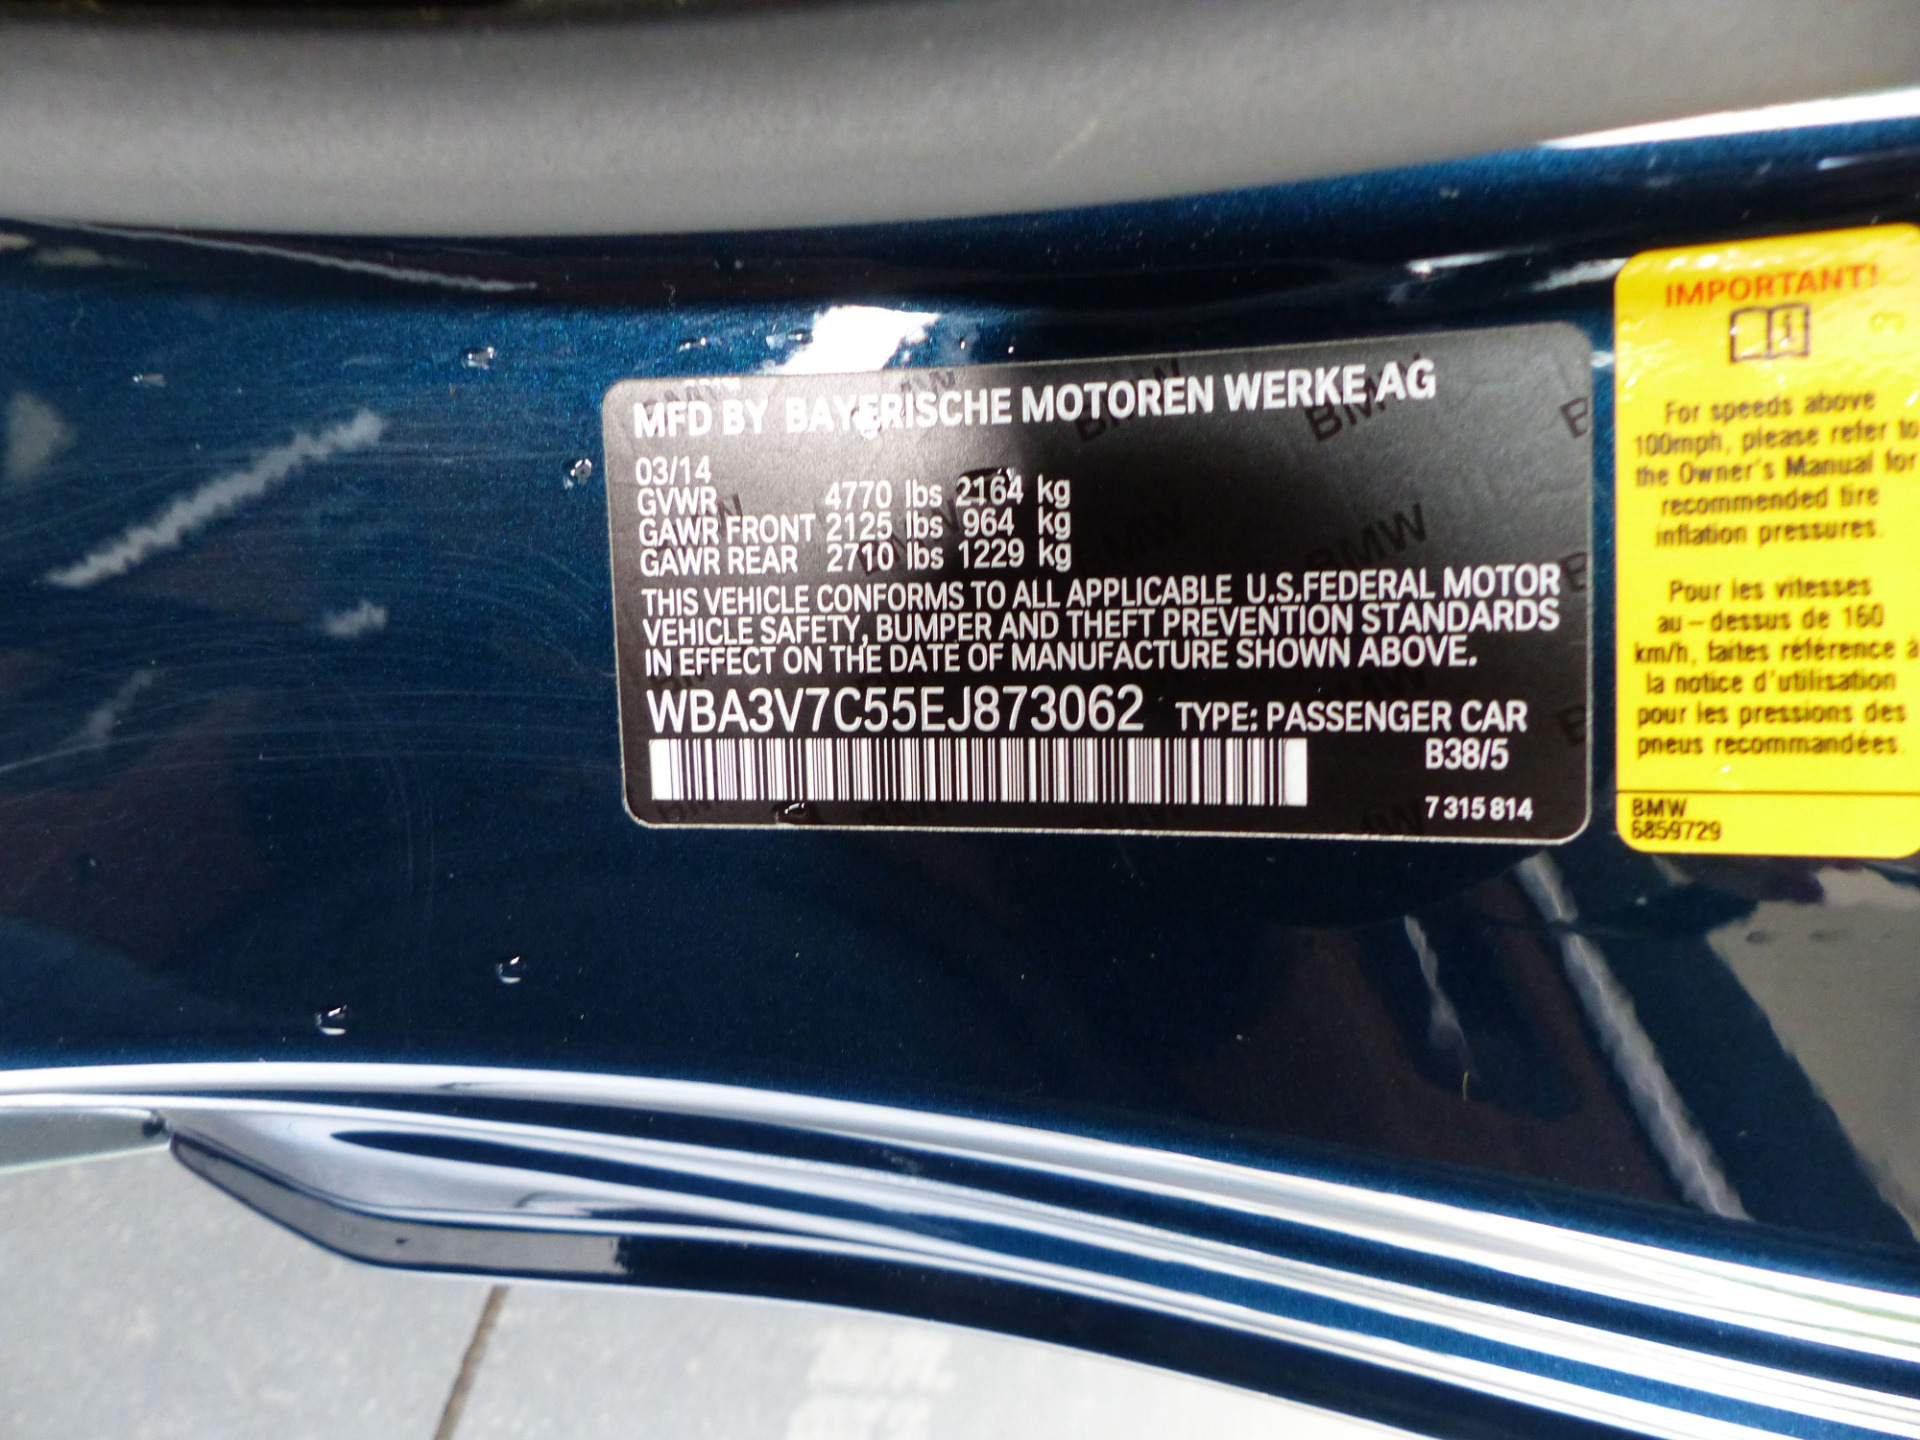 MFD BY BAYERISCHE MOTOREN WERKE AG
03/14
GVWR 4770 lbs 2164 kg
GAWR FRONT 2125 lbs 964 kg
GAWR REAR 2710 lbs 1229 kg
THIS VEHICLE CONFORMS TO ALL APPLICABLE U.S.FEDERAL MOTOR
VEHICLE SAFETY, BUMPER AND THEFT PREVENTION STANDARDS
IN EFFECT ON THE DATE OF MANUFACTURE SHOWN ABOVE.
WBA3V7C55EJ873062 TYPE: PASSENGER CAR
B38/5
7 315 814
IMPORTANT!
For speeds above
100mph, please refer to
the Owner's Manual for
recommended tire
inflation pressures.
Pour les vitesses
au-dessus de 160
km/h, faites référence à
la notice d'utilisation
pour les pressions des
pneus recommandées.
BMW
6859729